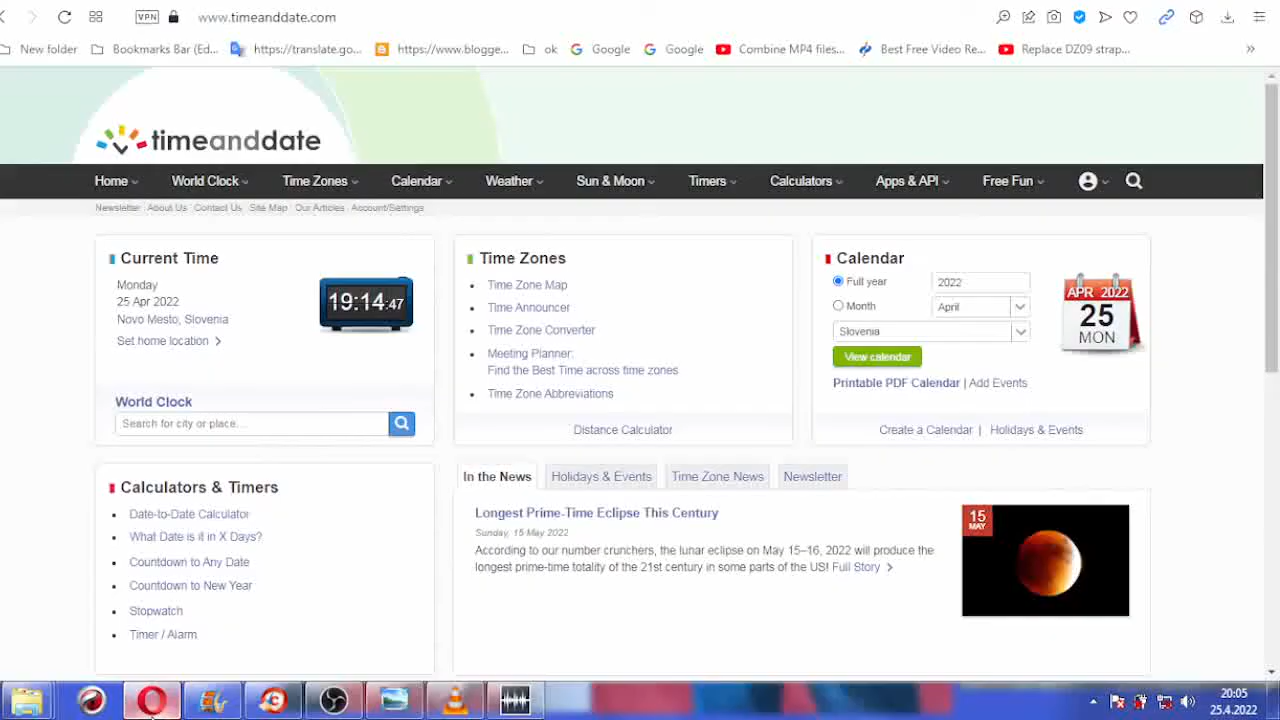 VPN www.timeanddate.com
New folder Bookmarks Bar (Ed... https://translate.go... https://www.blogge... ok Google Google Combine MP4 files... Best Free Video Re... Replace DZ09 strap... »
timeanddate
Home World Clock Time Zones Calendar Weather Sun & Moon Timers Calculators Apps & API Free Fun
Newsletter About Us Contact Us Site Map Our Articles Account/Settings
Current Time
Monday
25 Apr 2022
Novo Mesto, Slovenia
Set home location
19:14:47
World Clock
Search for city or place...
Time Zones
Time Zone Map
Time Announcer
Time Zone Converter
Meeting Planner:
Find the Best Time across time zones
Time Zone Abbreviations
Distance Calculator
Calendar
Full year 2022
Month April
Slovenia
View calendar
Printable PDF Calendar | Add Events
APR 2022
25
MON
Create a Calendar | Holidays & Events
Calculators & Timers
Date-to-Date Calculator
What Date is it in X Days?
Countdown to Any Date
Countdown to New Year
Stopwatch
Timer / Alarm
In the News Holidays & Events Time Zone News Newsletter
Longest Prime-Time Eclipse This Century
Sunday, 15 May 2022
According to our number crunchers, the lunar eclipse on May 15–16, 2022 will produce the
longest prime-time totality of the 21st century in some parts of the US! Full Story
15
MAY
20:05
25.4.2022